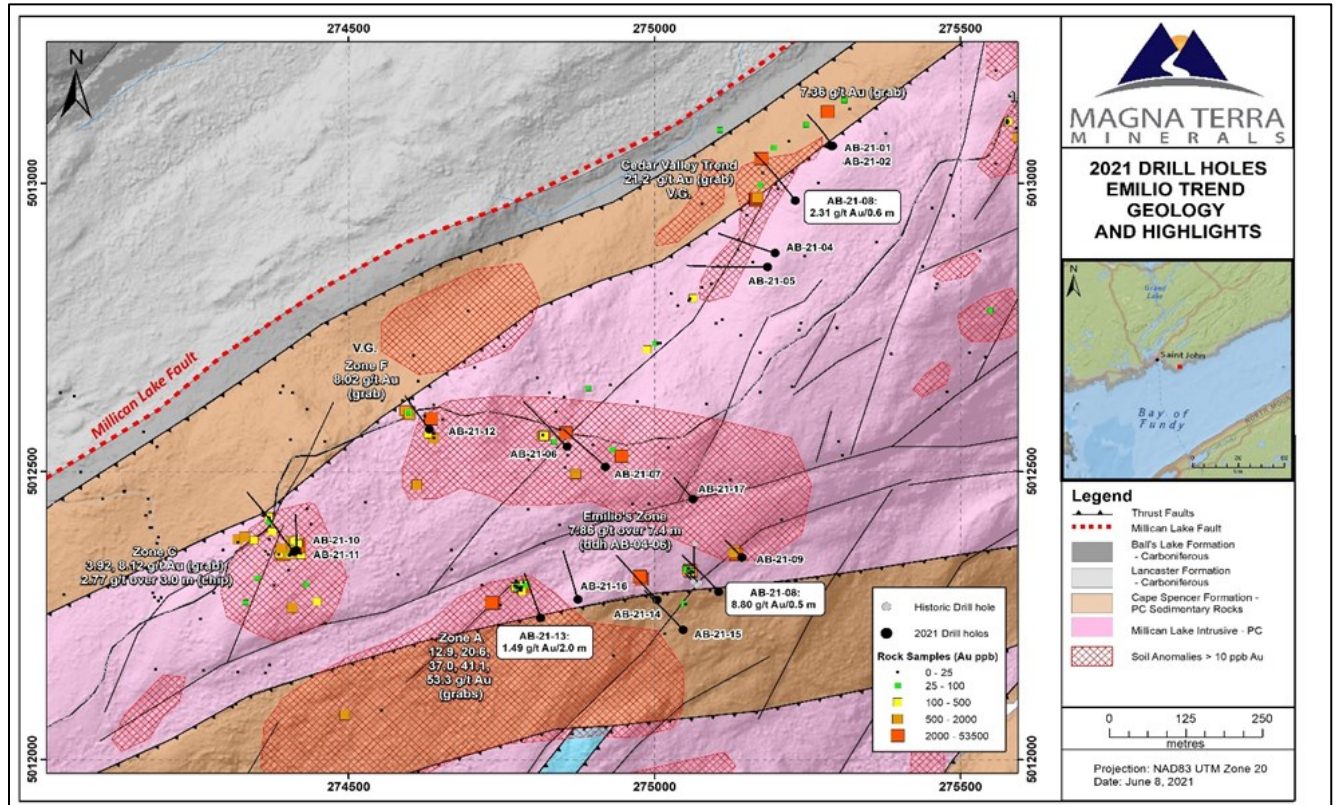 274500
275000
275500
N
7.36 g/t Au (grab)
AB-21-01
AB-21-02
5013000
5013000
Cedar Valley Trend
21.2 g/t Au (grab)
V.G.
AB-21-08:
2.31 g/t Au/0.6 m
AB-21-04
AB-21-05
Millican Lake Fault
V.G.
Zone F
8.02 g/t Au
(grab)
AB-21-12
AB-21-06
AB-21-07
5012500
5012500
AB-21-17
Emilio's Zone
7.86 g/t over 7.4 m
(ddh AB-04-06)
AB-21-10
AB-21-11
Zone G
3.92, 8.12 g/t Au (grab)
2.77 g/t over 3.0 m (chip)
AB-21-09
AB-21-16
AB-21-08:
8.80 g/t Au/0.5 m
AB-21-14
AB-21-15
AB-21-13:
1.49 g/t Au/2.0 m
Zone A
12.9, 20.6,
37.0, 41.1,
53.3 g/t Au
(grabs)
Historic Drill hole
2021 Drill holes
Rock Samples (Au ppb)
0 - 25
25 - 100
100 - 500
500 - 2000
2000 - 53500
5012000
5012000
274500
275000
275500
MAGNA TERRA
MINERALS
2021 DRILL HOLES
EMILIO TREND
GEOLOGY
AND HIGHLIGHTS
N
Grand
Lake
Saint John
Bay of
Fundy
NORTH MOUN
Legend
Thrust Faults
Millican Lake Fault
Ball's Lake Formation
- Carboniferous
Lancaster Formation
- Carboniferous
Cape Spencer Formation -
PC Sedimentary Rocks
Millican Lake Intrusive - PC
Soil Anomalies > 10 ppb Au
0 125 250
metres
Projection: NAD83 UTM Zone 20
Date: June 8, 2021